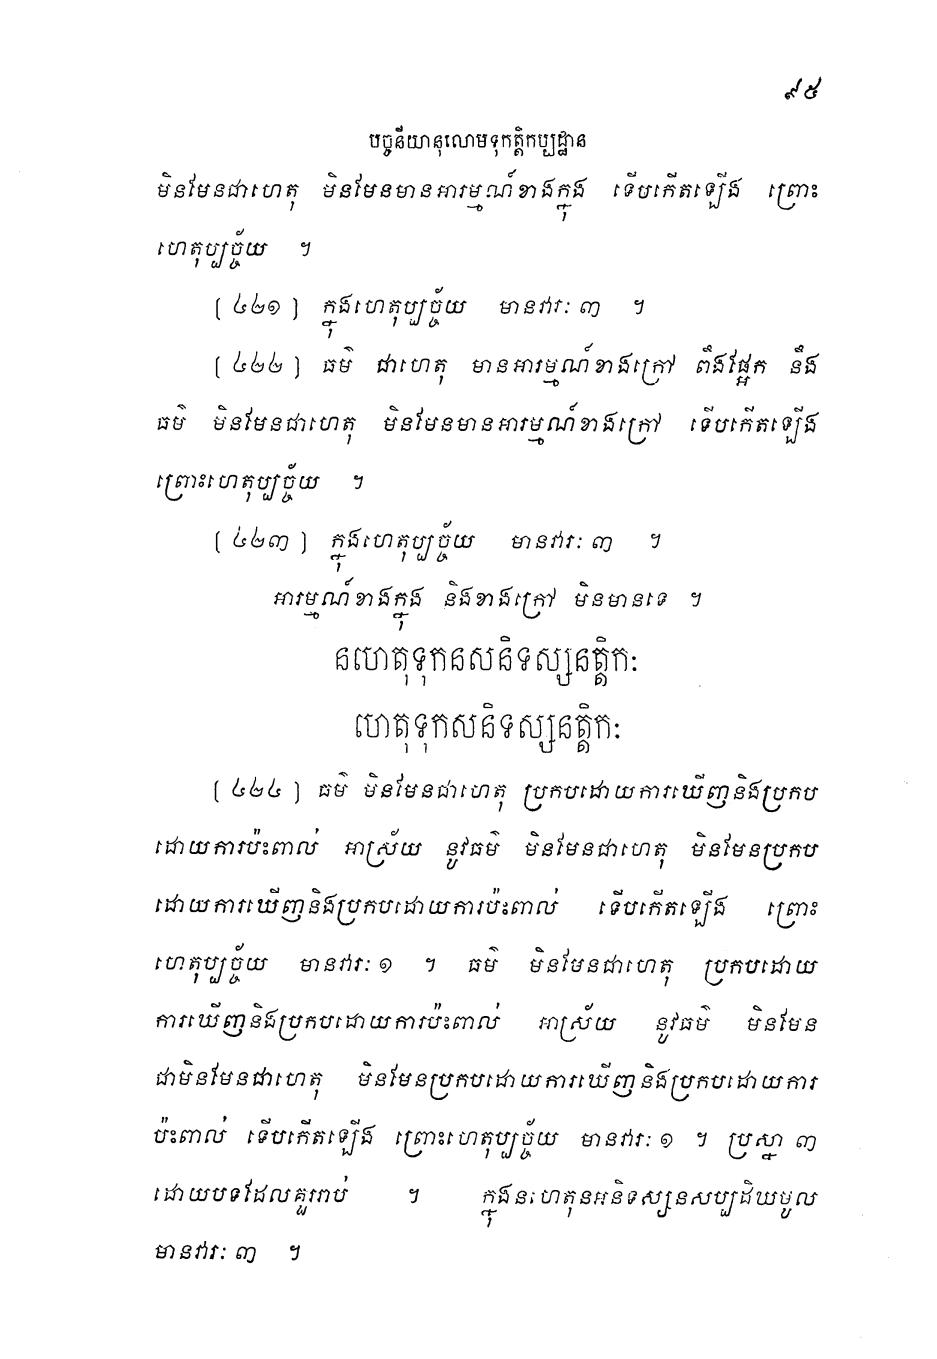 ៩៥
បច្ចនីយានុលោមទុកត្តិកប្បដ្ឋាន
មិនមែនជាហេតុ មិនមែនមានអារម្មណ៍ខាងក្នុង ទើបកើតឡើង ព្រោះ
ហេតុប្បច្ច័យ ។
[ ៤២១ ] ក្នុងហេតុប្បច្ច័យ មានវារៈ ៣ ។
[ ៤២២ ] ធម៌ ជាហេតុ មានអារម្មណ៍ខាងក្រៅ ពឹងផ្អែក នឹង
ធម៌ មិនមែនជាហេតុ មិនមែនមានអារម្មណ៍ខាងក្រៅ ទើបកើតឡើង
ព្រោះហេតុប្បច្ច័យ ។
[ ៤២៣ ] ក្នុងហេតុប្បច្ច័យ មានវារៈ ៣ ។
អារម្មណ៍ខាងក្នុង និងខាងក្រៅ មិនមានទេ ។
នហេតុទុកនសនិទស្សនត្តិកៈ
ហេតុទុកសនិទស្សនត្តិកៈ
[ ៤២៤ ] ធម៌ មិនមែនជាហេតុ ប្រកបដោយការឃើញនិងប្រកប
ដោយការប៉ះពាល់ អាស្រ័យ នូវធម៌ មិនមែនជាហេតុ មិនមែនប្រកប
ដោយការឃើញនិងប្រកបដោយការប៉ះពាល់ ទើបកើតឡើង ព្រោះ
ហេតុប្បច្ច័យ មានវារៈ ១ ។ ធម៌ មិនមែនជាហេតុ ប្រកបដោយ
ការឃើញនិងប្រកបដោយការប៉ះពាល់ អាស្រ័យ នូវធម៌ មិនមែន
ជាមិនមែនជាហេតុ មិនមែនប្រកបដោយការឃើញនិងប្រកបដោយការ
ប៉ះពាល់ ទើបកើតឡើង ព្រោះហេតុប្បច្ច័យ មានវារៈ ១ ។ ប្រស្នា ៣
ដោយបទដែលគួររាប់ ។ ក្នុងនហេតុនអនិទស្សនសប្បដិឃមូល
មានវារៈ ៣ ។